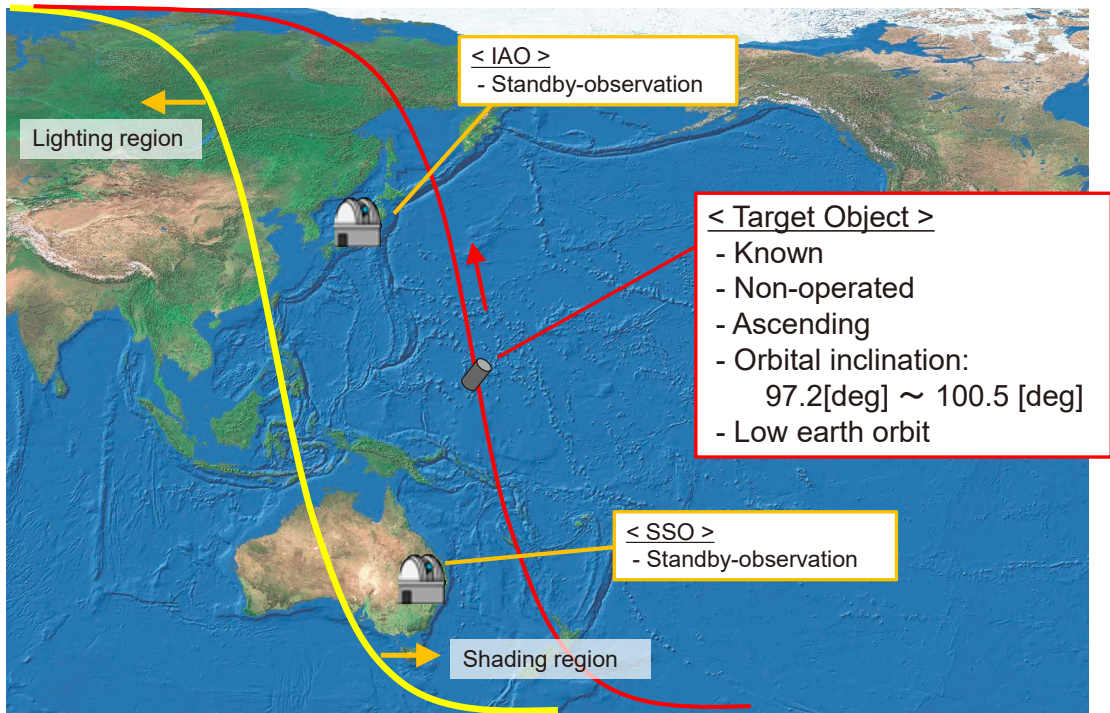 < IAO >
- Standby-observation
Lighting region
< Target Object >
- Known
- Non-operated
- Ascending
- Orbital inclination:
97.2[deg] ～ 100.5 [deg]
- Low earth orbit
< SSO >
- Standby-observation
Shading region